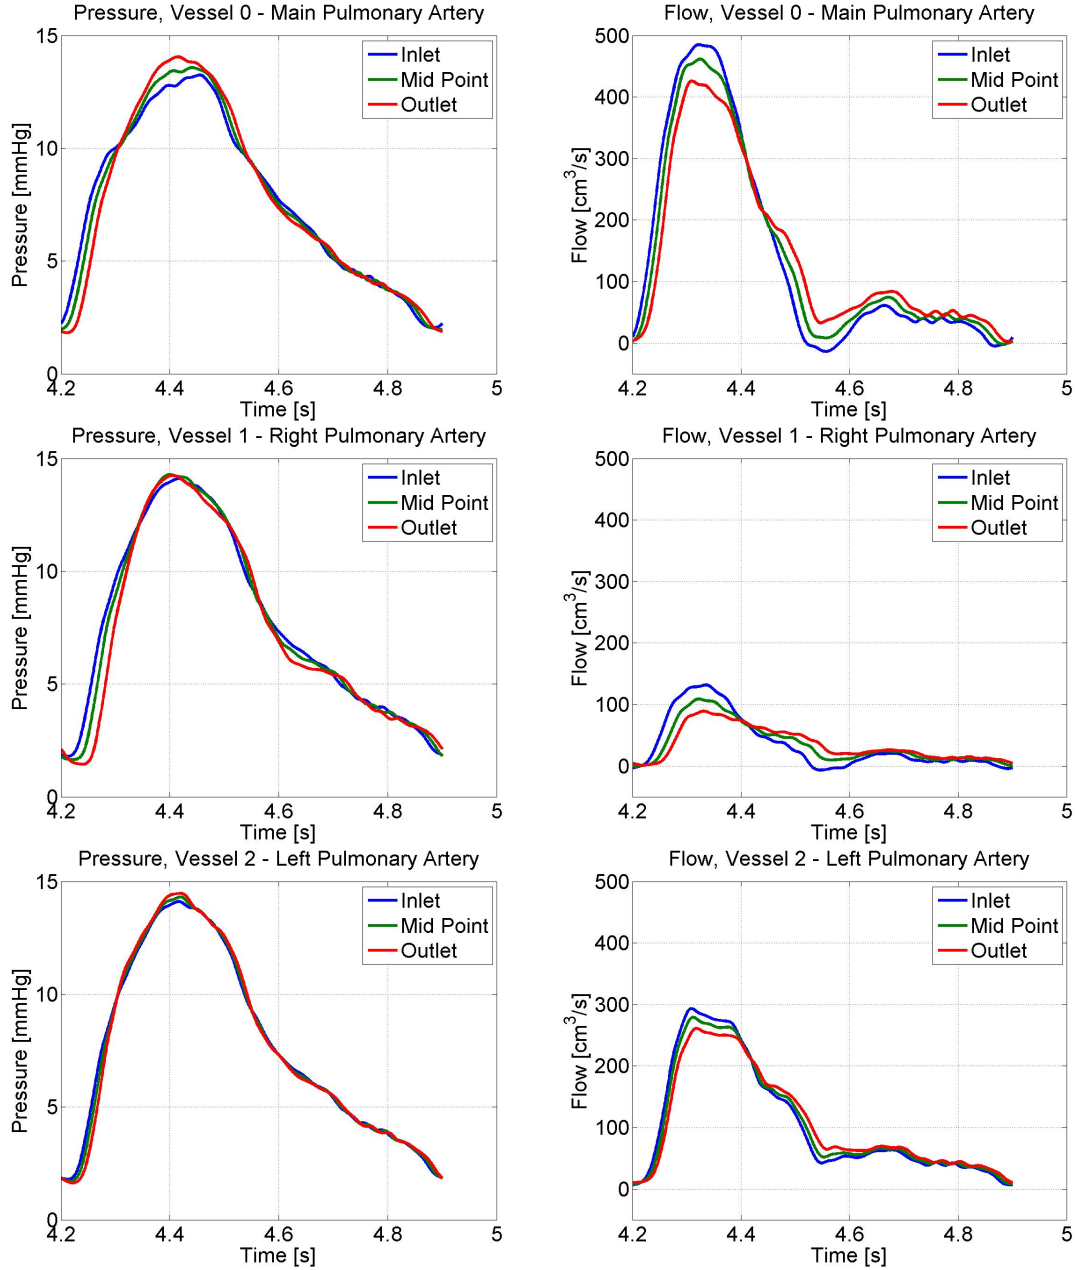 Pressure, Vessel 0 - Main Pulmonary Artery
15
10
5
0
Pressure [mmHg]
4.2 4.4 4.6 4.8 5
Time [s]
Inlet
Mid Point
Outlet
Flow, Vessel 0 - Main Pulmonary Artery
500
400
300
200
100
0
Flow [cm³/s]
4.2 4.4 4.6 4.8 5
Time [s]
Inlet
Mid Point
Outlet
Pressure, Vessel 1 - Right Pulmonary Artery
15
10
5
0
Pressure [mmHg]
4.2 4.4 4.6 4.8 5
Time [s]
Inlet
Mid Point
Outlet
Flow, Vessel 1 - Right Pulmonary Artery
500
400
300
200
100
0
Flow [cm³/s]
4.2 4.4 4.6 4.8 5
Time [s]
Inlet
Mid Point
Outlet
Pressure, Vessel 2 - Left Pulmonary Artery
15
10
5
0
Pressure [mmHg]
4.2 4.4 4.6 4.8 5
Time [s]
Inlet
Mid Point
Outlet
Flow, Vessel 2 - Left Pulmonary Artery
500
400
300
200
100
0
Flow [cm³/s]
4.2 4.4 4.6 4.8 5
Time [s]
Inlet
Mid Point
Outlet